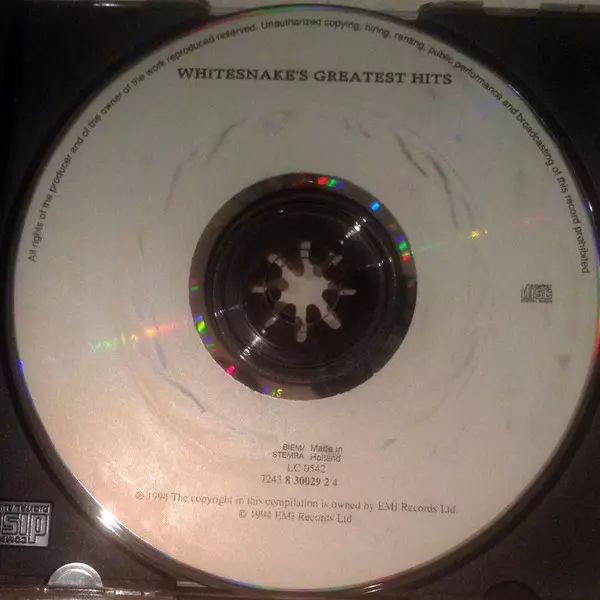 All rights of the producer and of the owner of the work reproduced reserved. Unauthorized copying, hiring, renting, public performance and broadcasting of this record prohibited.
WHITESNAKE'S GREATEST HITS
BIEM/ Made in
STEMRA Holland
LC 0542
7243 8 30029 2 4
℗ 1994 The copyright in this compilation is owned by EMI Records Ltd.
© 1994 EMI Records Ltd